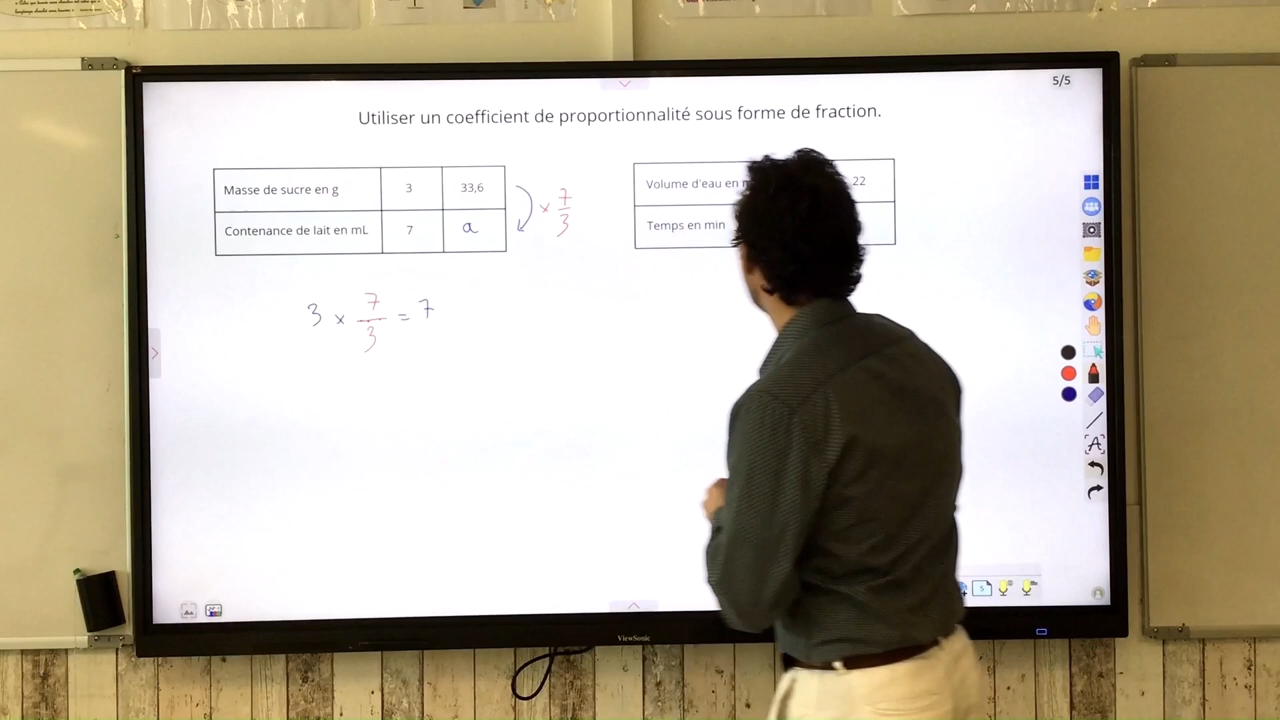 5/5
Utiliser un coefficient de proportionnalité sous forme de fraction.
Masse de sucre en g 3 33,6
Contenance de lait en mL 7 a
× 7/3
Volume d'eau en 22
Temps en min
3 × 7/3 = 7
ViewSonic